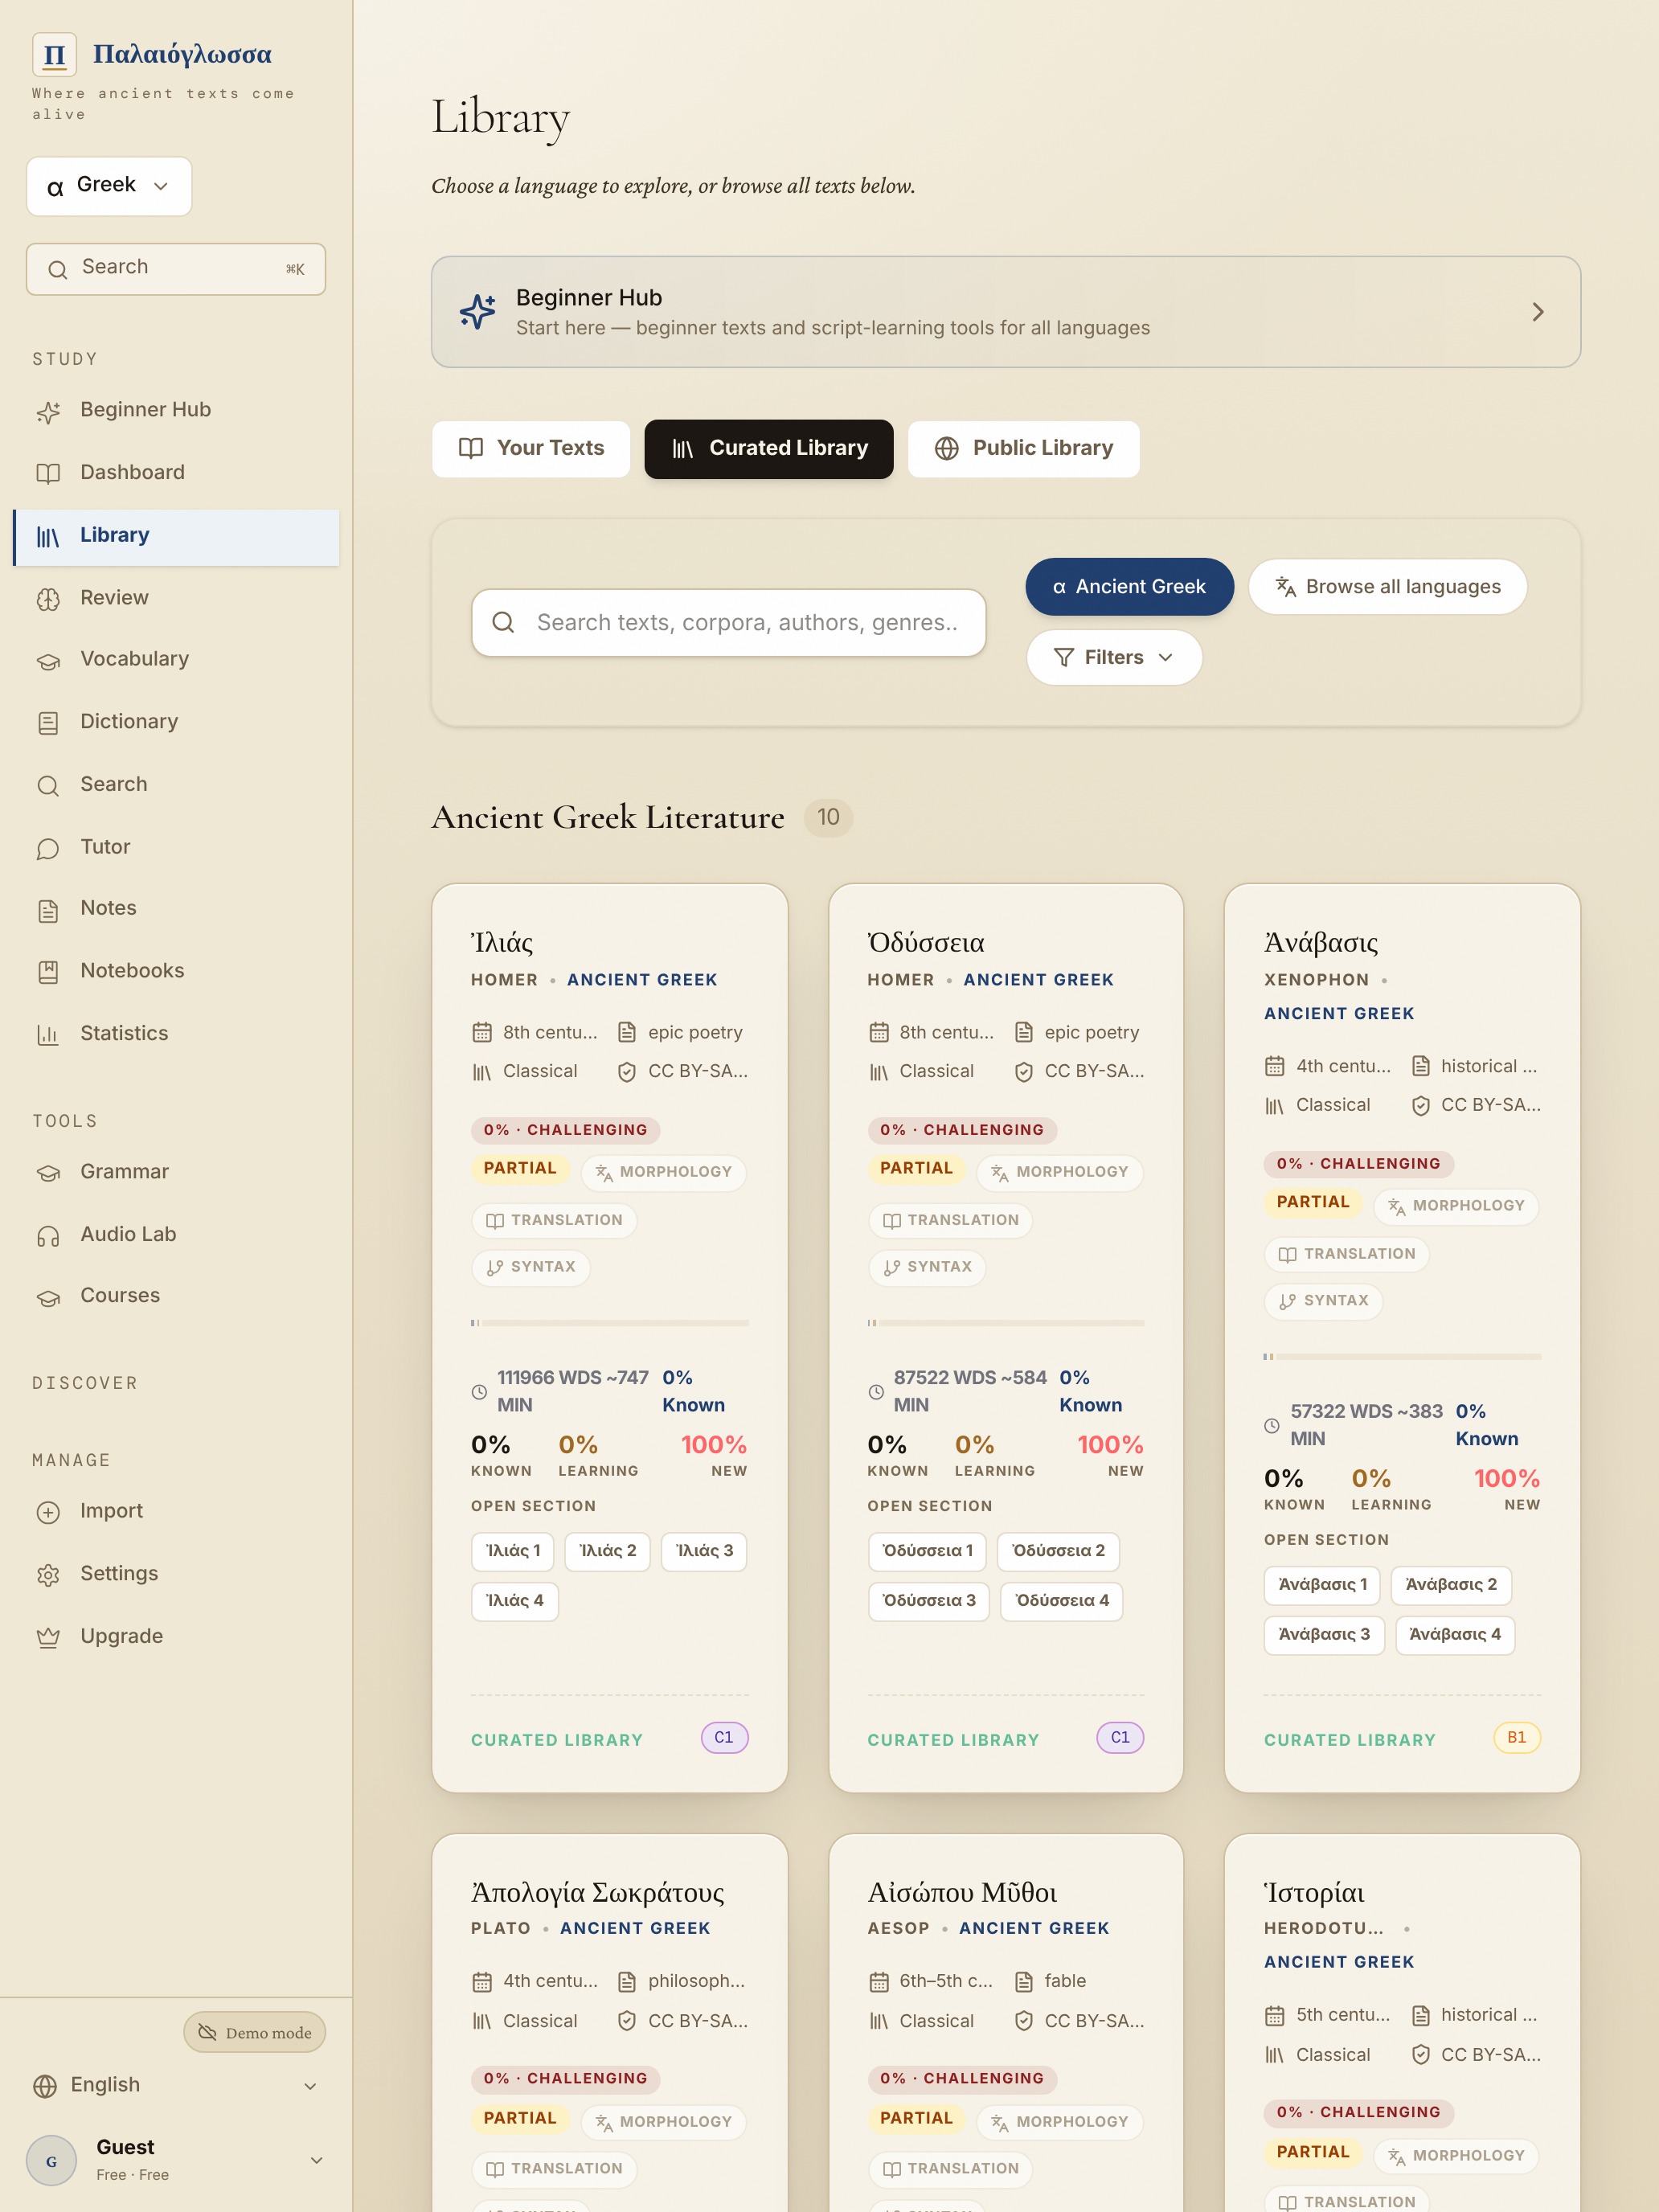 Π Παλαιόγλωσσα
Where ancient texts come
alive
α Greek
Search ⌘K
STUDY
Beginner Hub
Dashboard
Library
Review
Vocabulary
Dictionary
Search
Tutor
Notes
Notebooks
Statistics
TOOLS
Grammar
Audio Lab
Courses
DISCOVER
MANAGE
Import
Settings
Upgrade
Demo mode
English
G Guest
Free · Free
Library
Choose a language to explore, or browse all texts below.
Beginner Hub
Start here — beginner texts and script-learning tools for all languages
Your Texts Curated Library Public Library
Search texts, corpora, authors, genres..
α Ancient Greek Browse all languages
Filters
Ancient Greek Literature 10
Ἰλιάς
HOMER • ANCIENT GREEK
8th centu... epic poetry
Classical CC BY-SA...
0% · CHALLENGING
PARTIAL MORPHOLOGY
TRANSLATION
SYNTAX
111966 WDS ~747 MIN 0% Known
0% KNOWN 0% LEARNING 100% NEW
OPEN SECTION
Ἰλιάς 1 Ἰλιάς 2 Ἰλιάς 3
Ἰλιάς 4
CURATED LIBRARY C1
Ὀδύσσεια
HOMER • ANCIENT GREEK
8th centu... epic poetry
Classical CC BY-SA...
0% · CHALLENGING
PARTIAL MORPHOLOGY
TRANSLATION
SYNTAX
87522 WDS ~584 MIN 0% Known
0% KNOWN 0% LEARNING 100% NEW
OPEN SECTION
Ὀδύσσεια 1 Ὀδύσσεια 2
Ὀδύσσεια 3 Ὀδύσσεια 4
CURATED LIBRARY C1
Ἀνάβασις
XENOPHON •
ANCIENT GREEK
4th centu... historical ...
Classical CC BY-SA...
0% · CHALLENGING
PARTIAL MORPHOLOGY
TRANSLATION
SYNTAX
57322 WDS ~383 MIN 0% Known
0% KNOWN 0% LEARNING 100% NEW
OPEN SECTION
Ἀνάβασις 1 Ἀνάβασις 2
Ἀνάβασις 3 Ἀνάβασις 4
CURATED LIBRARY B1
Ἀπολογία Σωκράτους
PLATO • ANCIENT GREEK
4th centu... philosoph...
Classical CC BY-SA...
0% · CHALLENGING
PARTIAL MORPHOLOGY
TRANSLATION
Αἰσώπου Μῦθοι
AESOP • ANCIENT GREEK
6th–5th c... fable
Classical CC BY-SA...
0% · CHALLENGING
PARTIAL MORPHOLOGY
TRANSLATION
Ἱστορίαι
HERODOTU... •
ANCIENT GREEK
5th centu... historical ...
Classical CC BY-SA...
0% · CHALLENGING
PARTIAL MORPHOLOGY
TRANSLATION